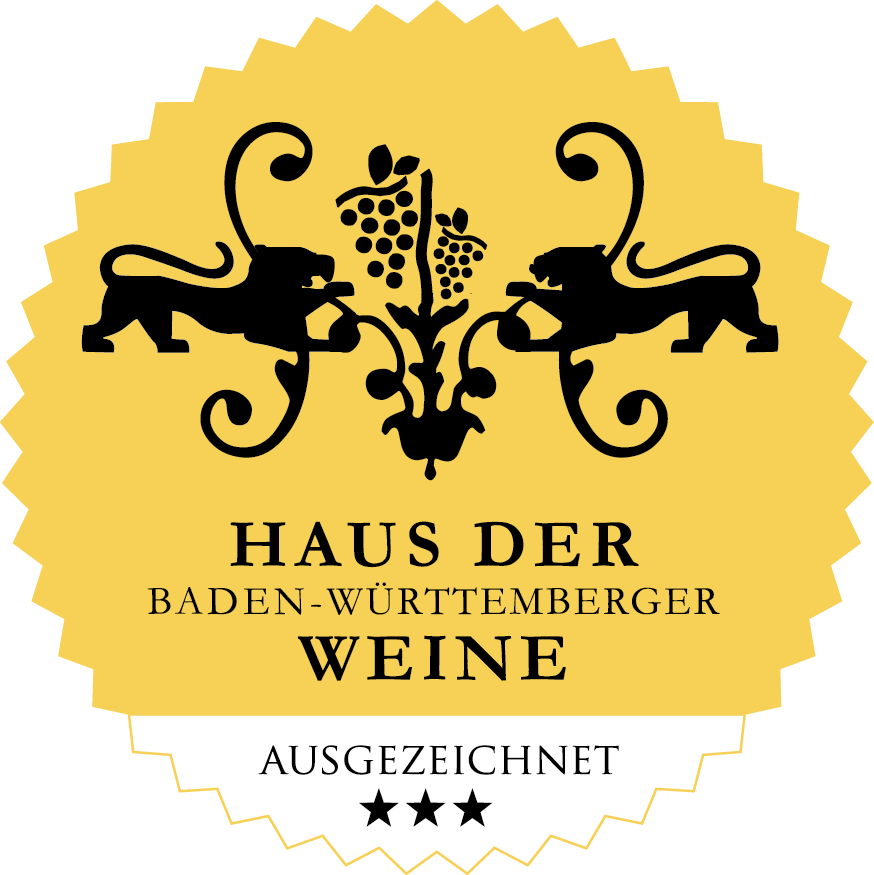 HAUS DER
BADEN-WÜRTTEMBERGER
WEINE
AUSGEZEICHNET
★★★